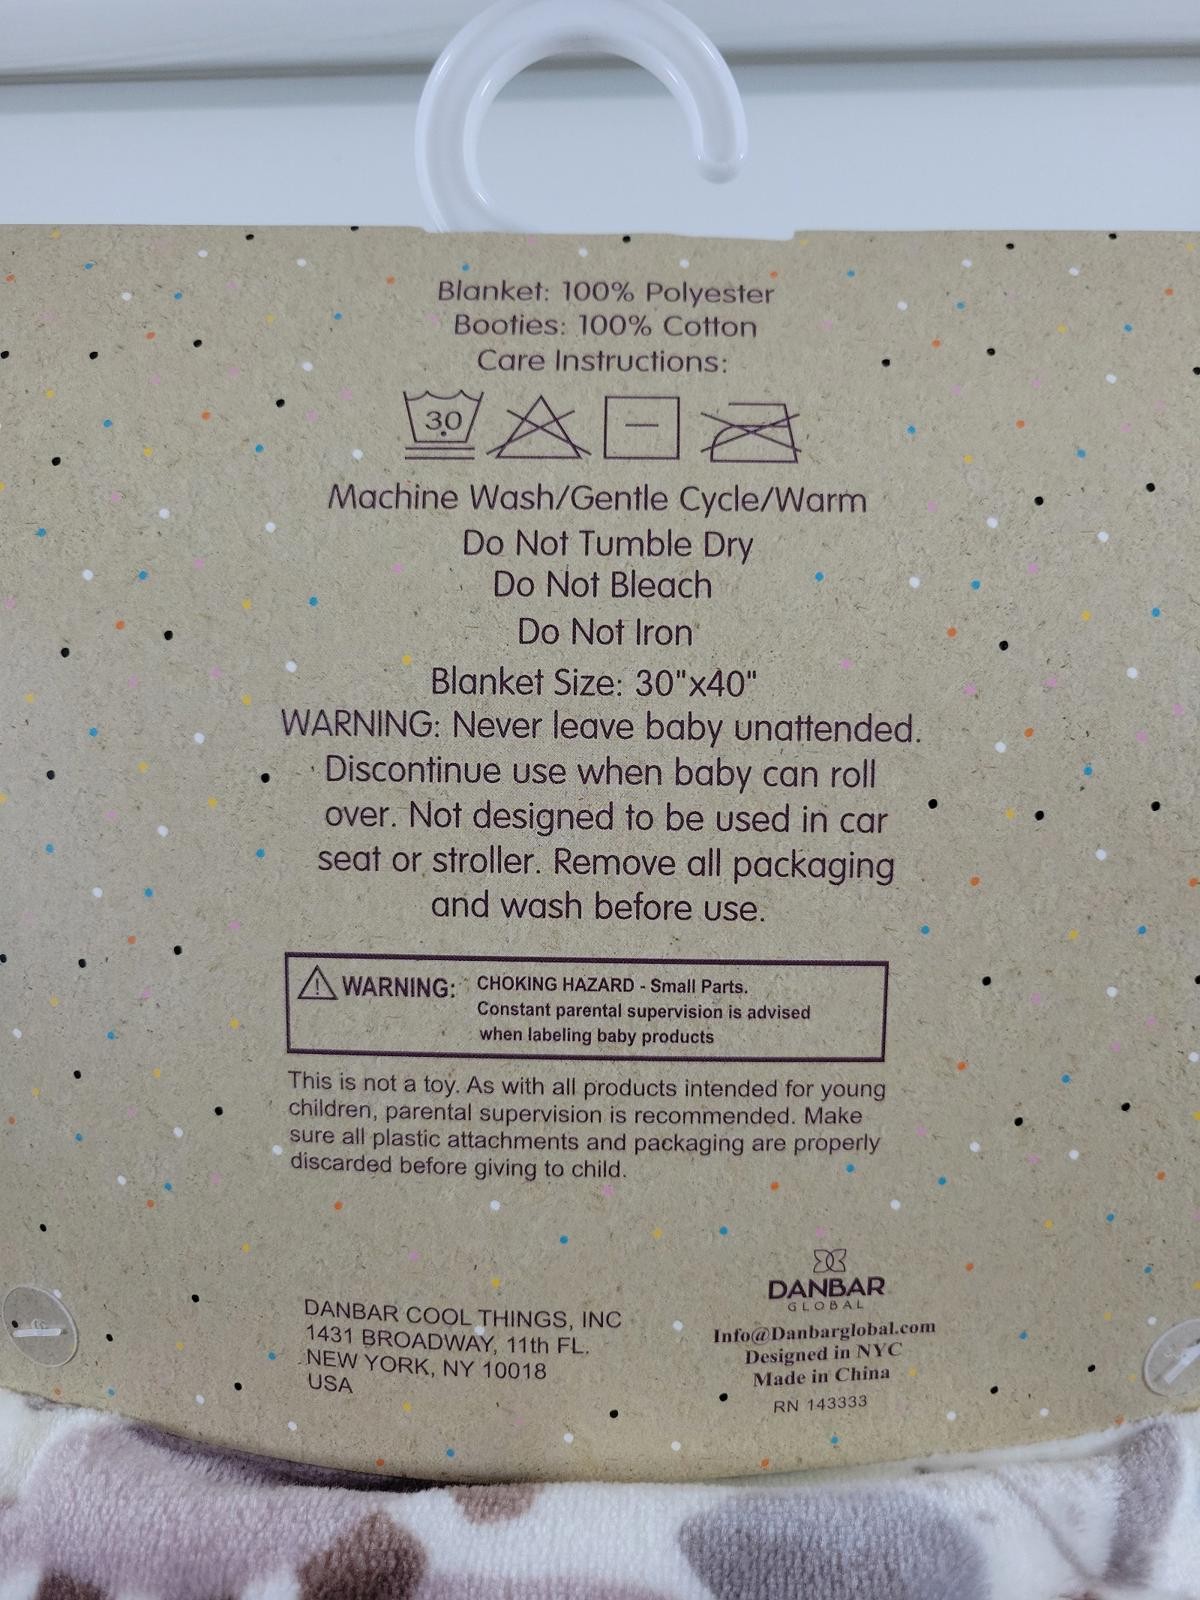 Blanket: 100% Polyester
Booties: 100% Cotton
Care Instructions:
30
Machine Wash/Gentle Cycle/Warm
Do Not Tumble Dry
Do Not Bleach
Do Not Iron
Blanket Size: 30"x40"
WARNING: Never leave baby unattended.
Discontinue use when baby can roll
over. Not designed to be used in car
seat or stroller. Remove all packaging
and wash before use.
WARNING: CHOKING HAZARD - Small Parts.
Constant parental supervision is advised
when labeling baby products
This is not a toy. As with all products intended for young
children, parental supervision is recommended. Make
sure all plastic attachments and packaging are properly
discarded before giving to child.
DANBAR COOL THINGS, INC
1431 BROADWAY, 11th FL.
NEW YORK, NY 10018
USA
DANBAR
GLOBAL
Info@Danbarglobal.com
Designed in NYC
Made in China
RN 143333